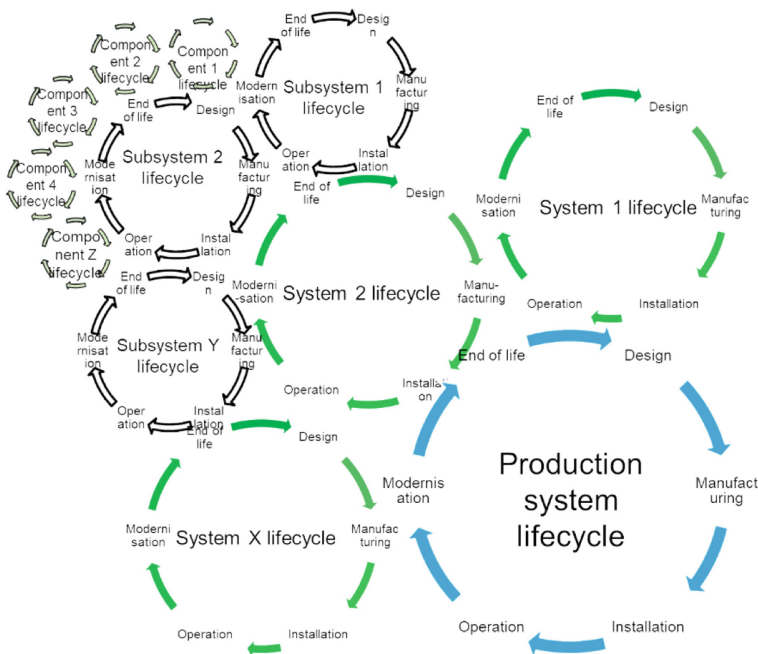 End
of life
Desig
n
Compon
ent 2
lifecycle
Compon
ent 1
lifecycle
Modern
isation
Subsystem 1
lifecycle
Manu
factur
ing
Oper
ation
Instal
lation
Compon
ent 3
lifecycle
End
of life
Design
Compon
ent 4
lifecycle
Mode
rnisat
ion
Subsystem 2
lifecycle
Manu
factur
ing
Oper
ation
Instal
lation
Compo
nent Z
lifecycle
End of
life
Design
Moderni
sation
System 1 lifecycle
Manufac
turing
Operation
Installation
End
of life
Design
Moderni
-sation
System 2 lifecycle
Manu-
facturing
Operation
Installati
on
End
of life
Desig
n
Mode
rnisat
ion
Subsystem Y
lifecycle
Manu
factur
ing
Oper
ation
Instal
lation
End of
life
Design
Moderni
sation
System X lifecycle
Manufac
turing
Operation
Installation
End of life
Design
Modernis
ation
Production
system
lifecycle
Manufact
uring
Operation
Installation